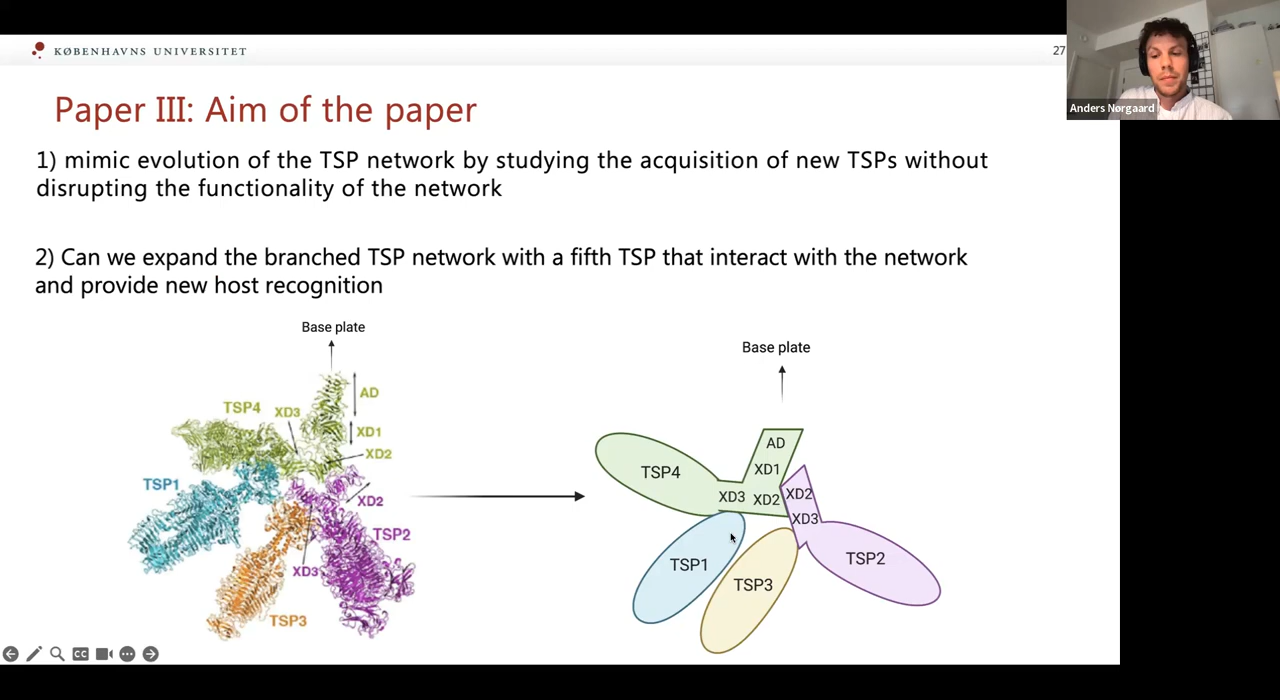 KØBENHAVNS UNIVERSITET
27
Anders Nørgaard
Paper III: Aim of the paper
1) mimic evolution of the TSP network by studying the acquisition of new TSPs without
disrupting the functionality of the network
2) Can we expand the branched TSP network with a fifth TSP that interact with the network
and provide new host recognition
Base plate
AD
TSP4
XD3
XD1
XD2
TSP1
XD2
TSP2
XD3
TSP3
Base plate
AD
XD1
TSP4
XD3
XD2
XD2
XD3
TSP1
TSP3
TSP2
CC